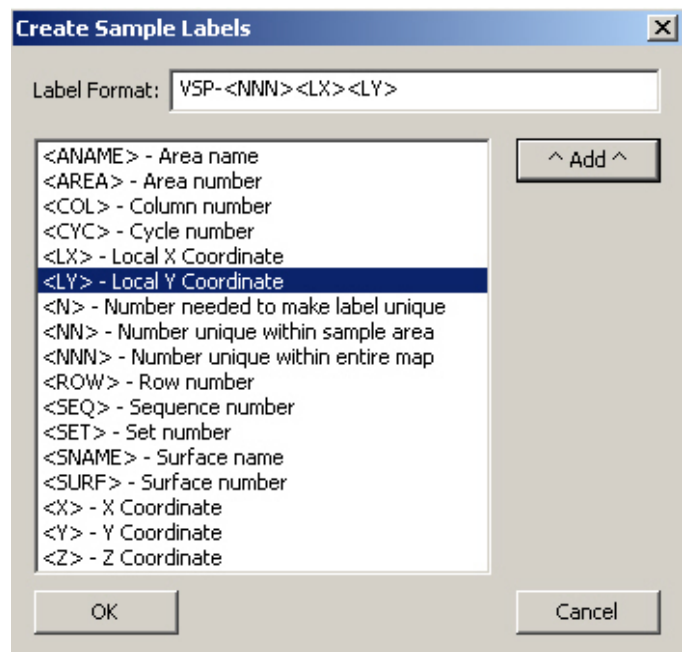 Create Sample Labels
Label Format: VSP-<NNN><LX><LY>
<ANAME> - Area name
^ Add ^
<AREA> - Area number
<COL> - Column number
<CYC> - Cycle number
<LX> - Local X Coordinate
<LY> - Local Y Coordinate
<N> - Number needed to make label unique
<NN> - Number unique within sample area
<NNN> - Number unique within entire map
<ROW> - Row number
<SEQ> - Sequence number
<SET> - Set number
<SNAME> - Surface name
<SURF> - Surface number
<X> - X Coordinate
<Y> - Y Coordinate
<Z> - Z Coordinate
OK
Cancel